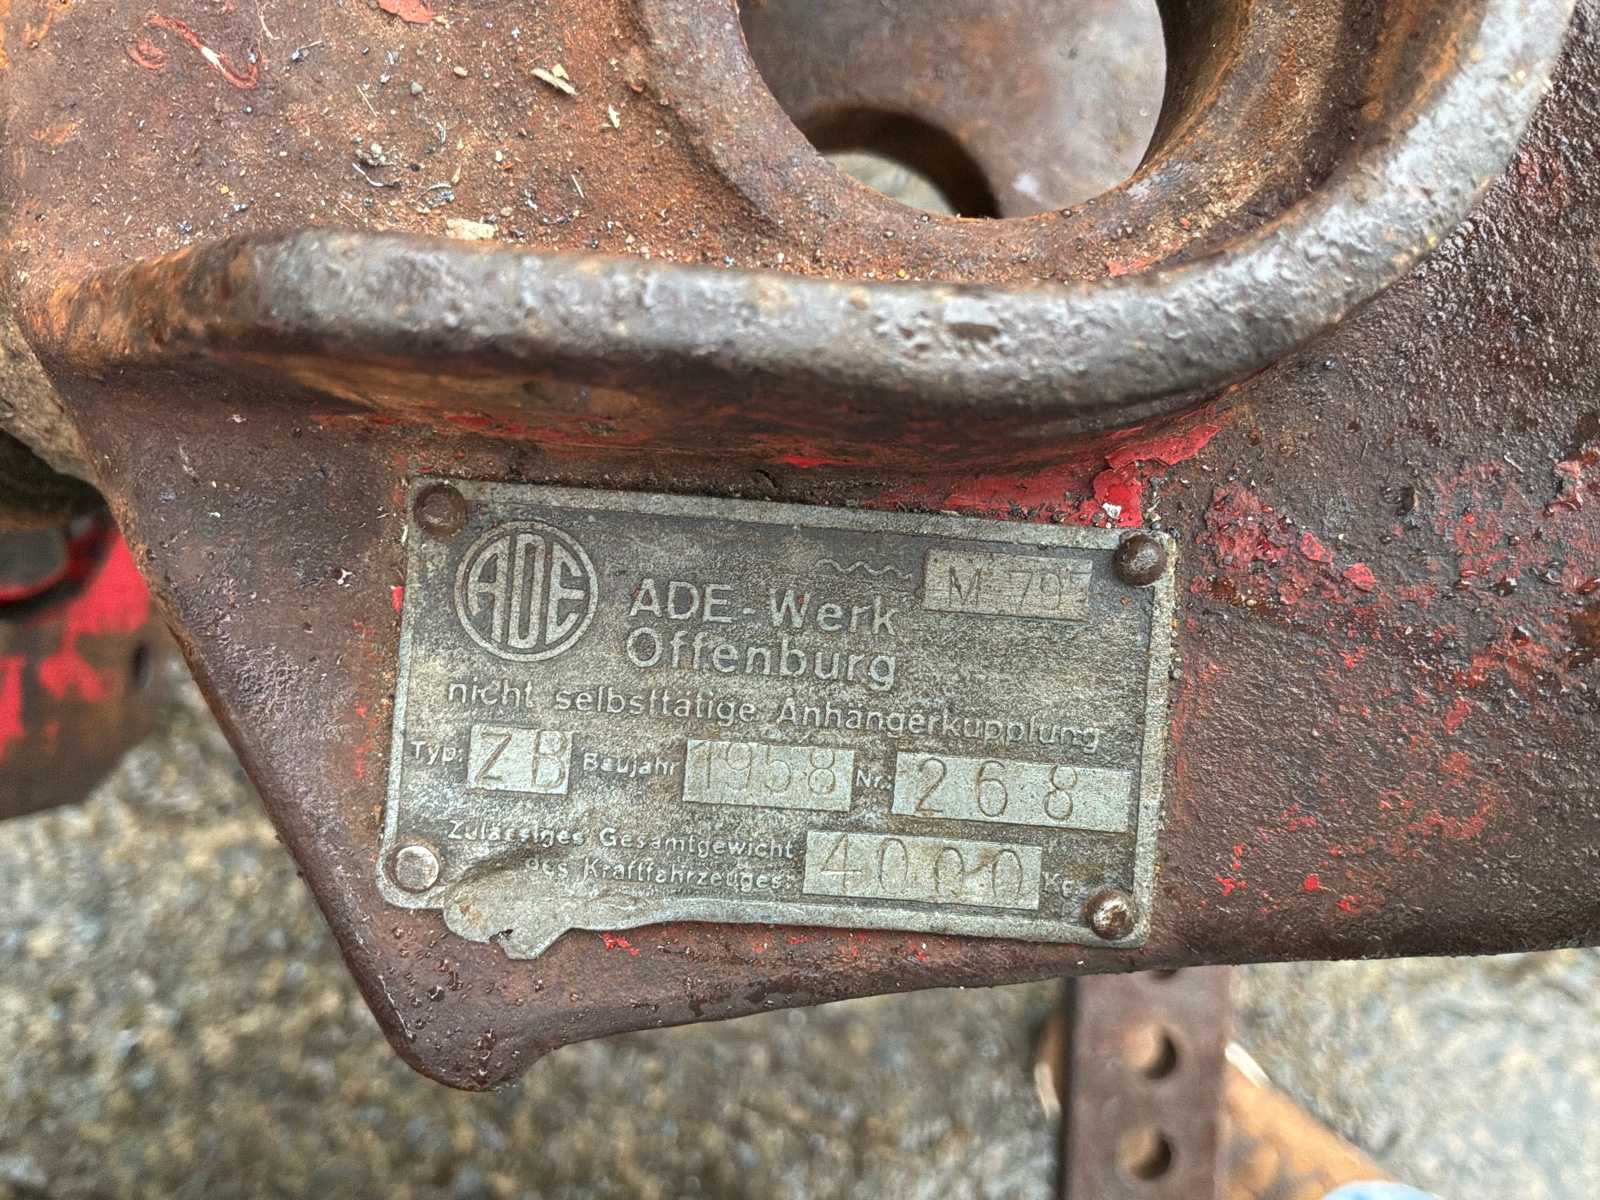 ADE ADE-Werk M 797
Offenburg
nicht selbsttätige Anhängerkupplung
Typ: ZB Baujahr 1958 Nr. 268
Zulässiges Gesamtgewicht
des Kraftfahrzeuges: 4000 Kg.